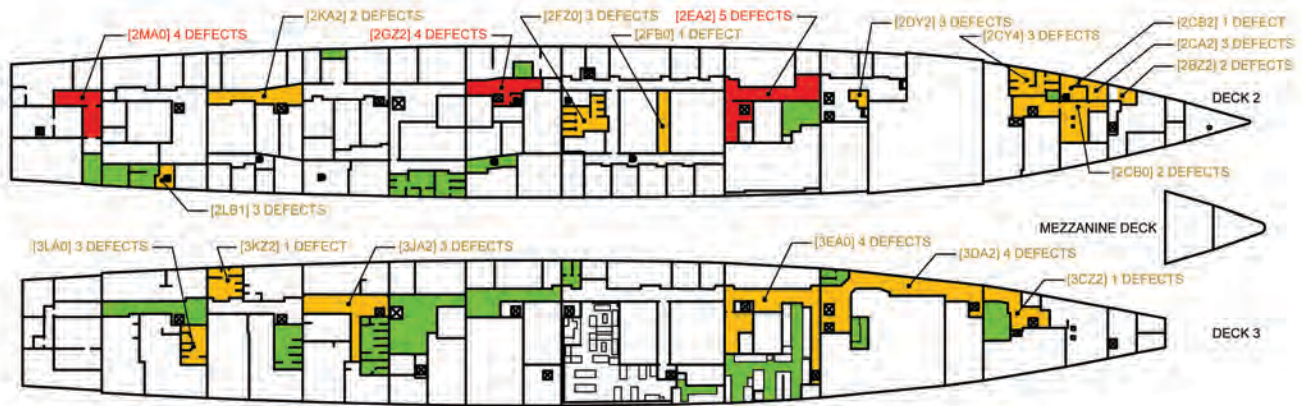 [2KA2] 2 DEFECTS
[2FZ0] 3 DEFECTS
[2EA2] 5 DEFECTS
[2DY2] 3 DEFECTS
[2CB2] 1 DEFECT
[2MA0] 4 DEFECTS
[2GZ2] 4 DEFECTS
[2FB0] 1 DEFECT
[2CY4] 3 DEFECTS
[2CA2] 3 DEFECTS
[2BZ2] 2 DEFECTS
DECK 2
[2CB0] 2 DEFECTS
[2LB1] 3 DEFECTS
MEZZANINE DECK
[3LA0] 3 DEFECTS
[3KZ2] 1 DEFECT
[3JA2] 3 DEFECTS
[3EA0] 4 DEFECTS
[3DA2] 4 DEFECTS
[3CZ2] 1 DEFECTS
DECK 3